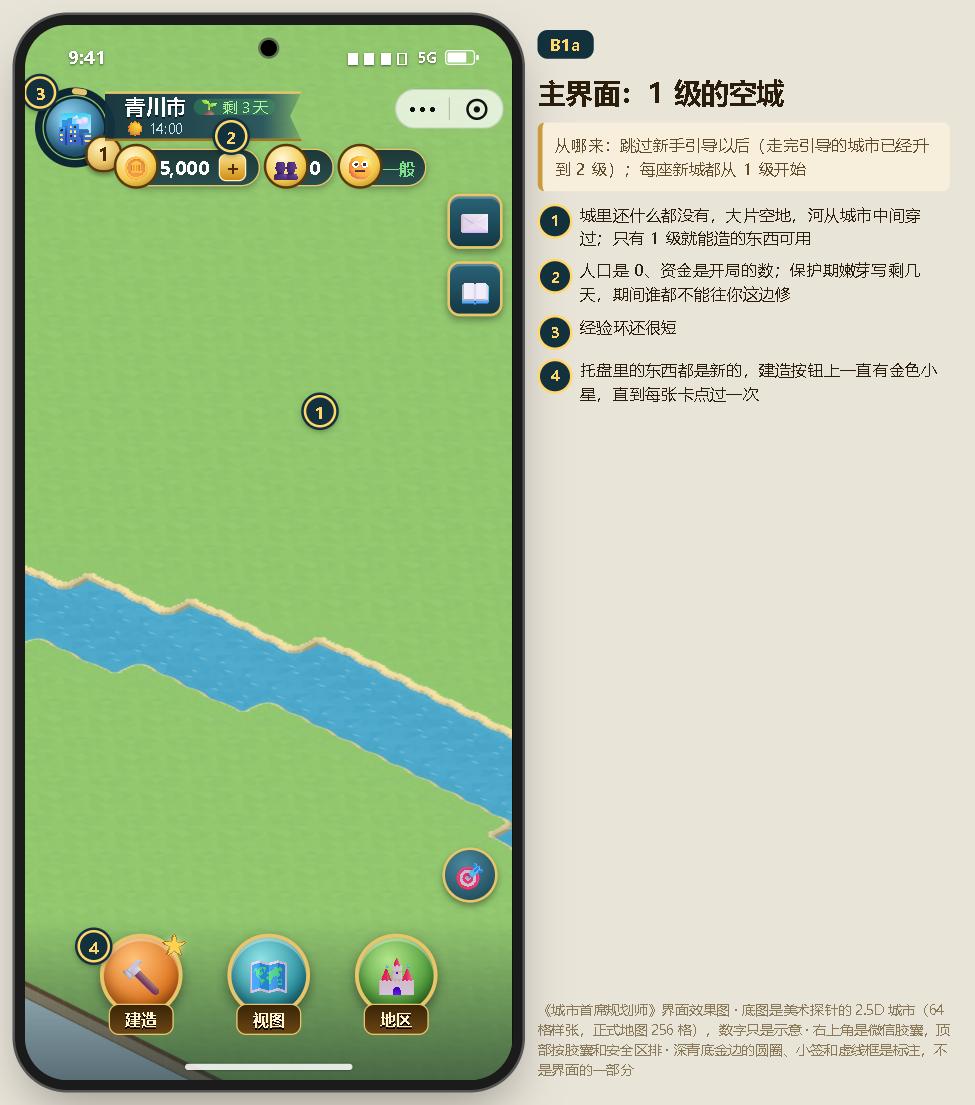 9:41
5G
3
青川市
剩 3 天
14:00
2
1
5,000
+
0
一般
1
4
建造
视图
地区
B1a
主界面：1 级的空城
从哪来：跳过新手引导以后（走完引导的城市已经升
到 2 级）；每座新城都从 1 级开始
1
城里还什么都没有，大片空地，河从城市中间穿
过；只有 1 级就能造的东西可用
2
人口是 0、资金是开局的数；保护期嫩芽写剩几
天，期间谁都不能往你这边修
3
经验环还很短
4
托盘里的东西都是新的，建造按钮上一直有金色小
星，直到每张卡点过一次
《城市首席规划师》界面效果图 · 底图是美术探针的 2.5D 城市（64
格样张，正式地图 256 格），数字只是示意 · 右上角是微信胶囊，顶
部按胶囊和安全区排 · 深青底金边的圆圈、小签和虚线框是标注，不
是界面的一部分